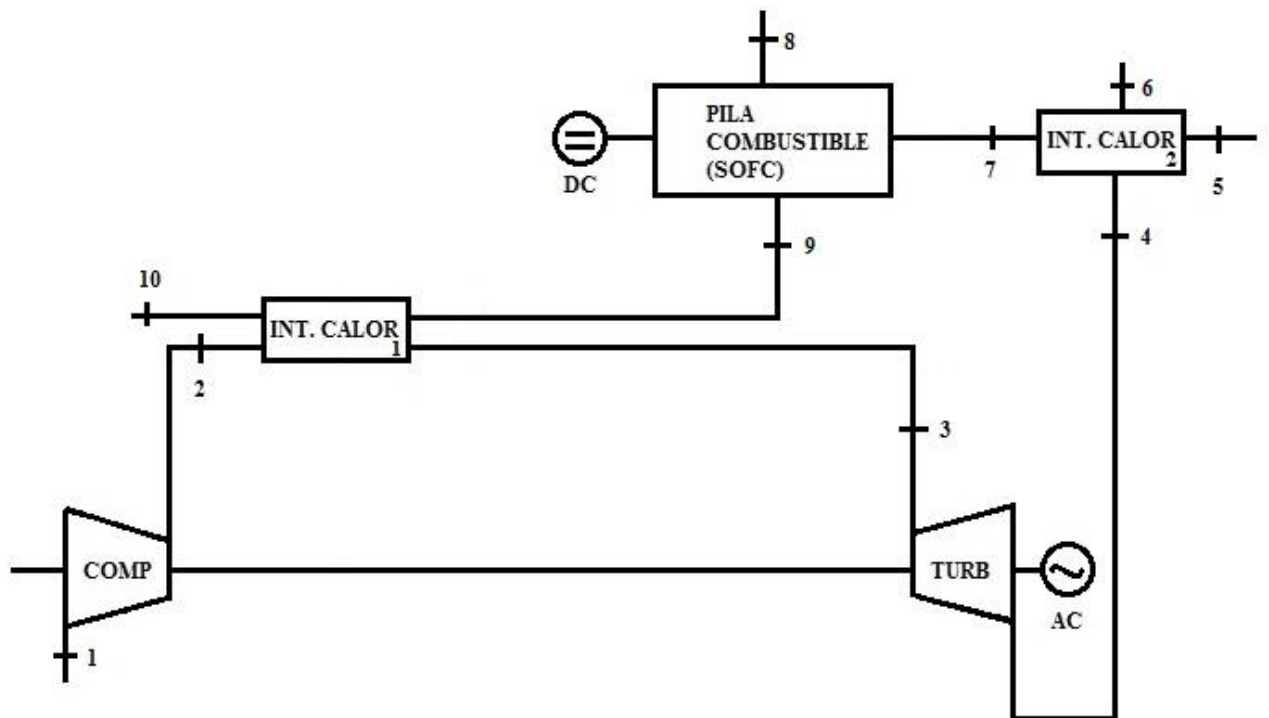 8
6
PILA
COMBUSTIBLE
(SOFC)
INT. CALOR
2
DC
7
5
4
9
10
INT. CALOR
1
2
3
COMP
TURB
AC
1